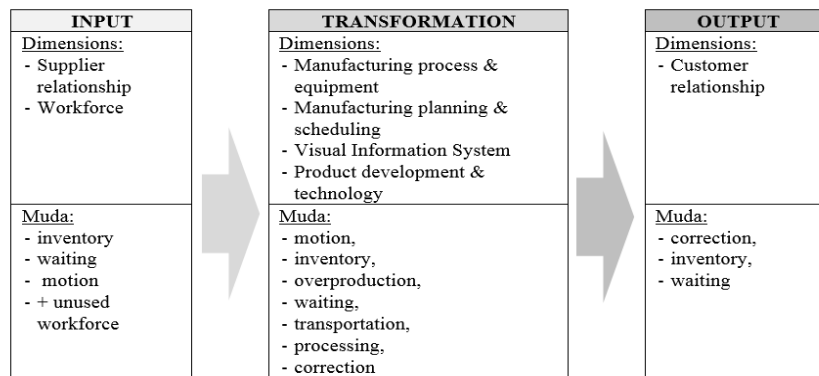 INPUT
Dimensions:
- Supplier
relationship
- Workforce
Muda:
- inventory
- waiting
- motion
- + unused
workforce
TRANSFORMATION
Dimensions:
- Manufacturing process &
equipment
- Manufacturing planning &
scheduling
- Visual Information System
- Product development &
technology
Muda:
- motion,
- inventory,
- overproduction,
- waiting,
- transportation,
- processing,
- correction
OUTPUT
Dimensions:
- Customer
relationship
Muda:
- correction,
- inventory,
- waiting